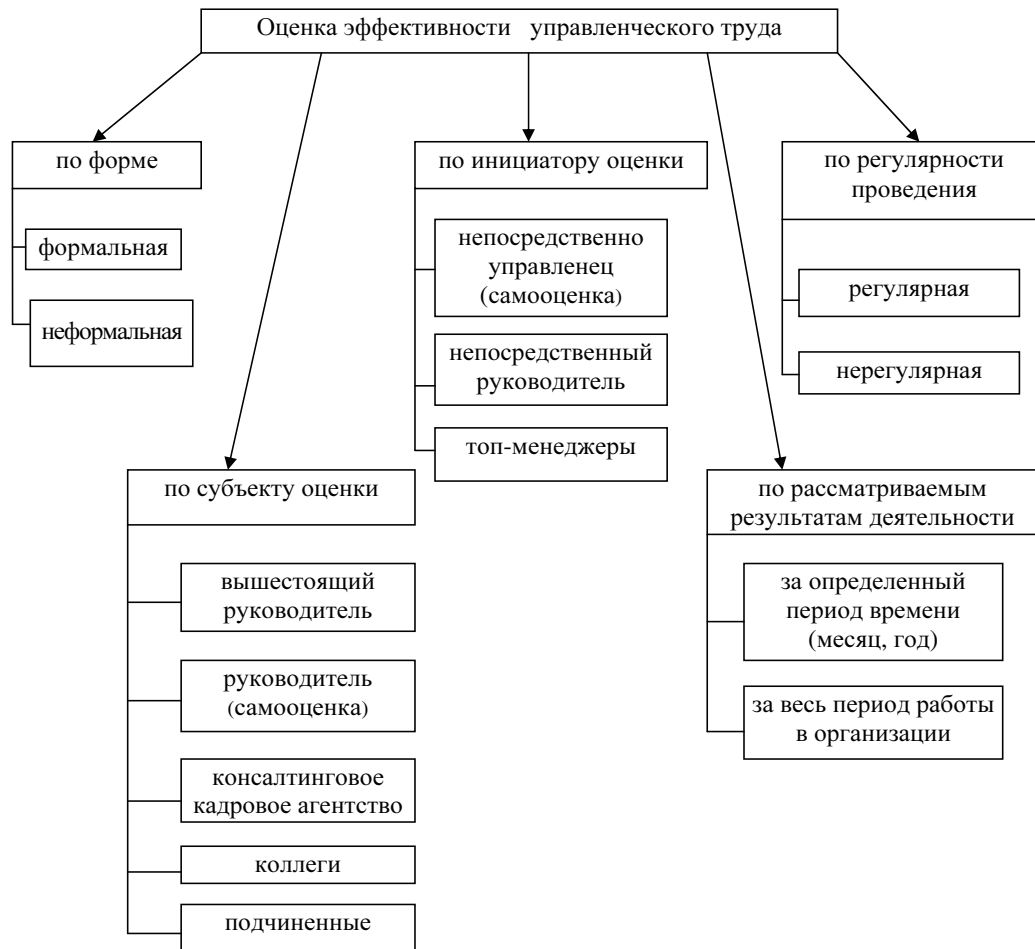 Оценка эффективности управленческого труда
по форме
формальная
неформальная
по инициатору оценки
непосредственно
управленец
(самооценка)
непосредственный
руководитель
топ-менеджеры
по регулярности
проведения
регулярная
нерегулярная
по субъекту оценки
вышестоящий
руководитель
руководитель
(самооценка)
консалтинговое
кадровое агентство
коллеги
подчиненные
по рассматриваемым
результатам деятельности
за определенный
период времени
(месяц, год)
за весь период работы
в организации